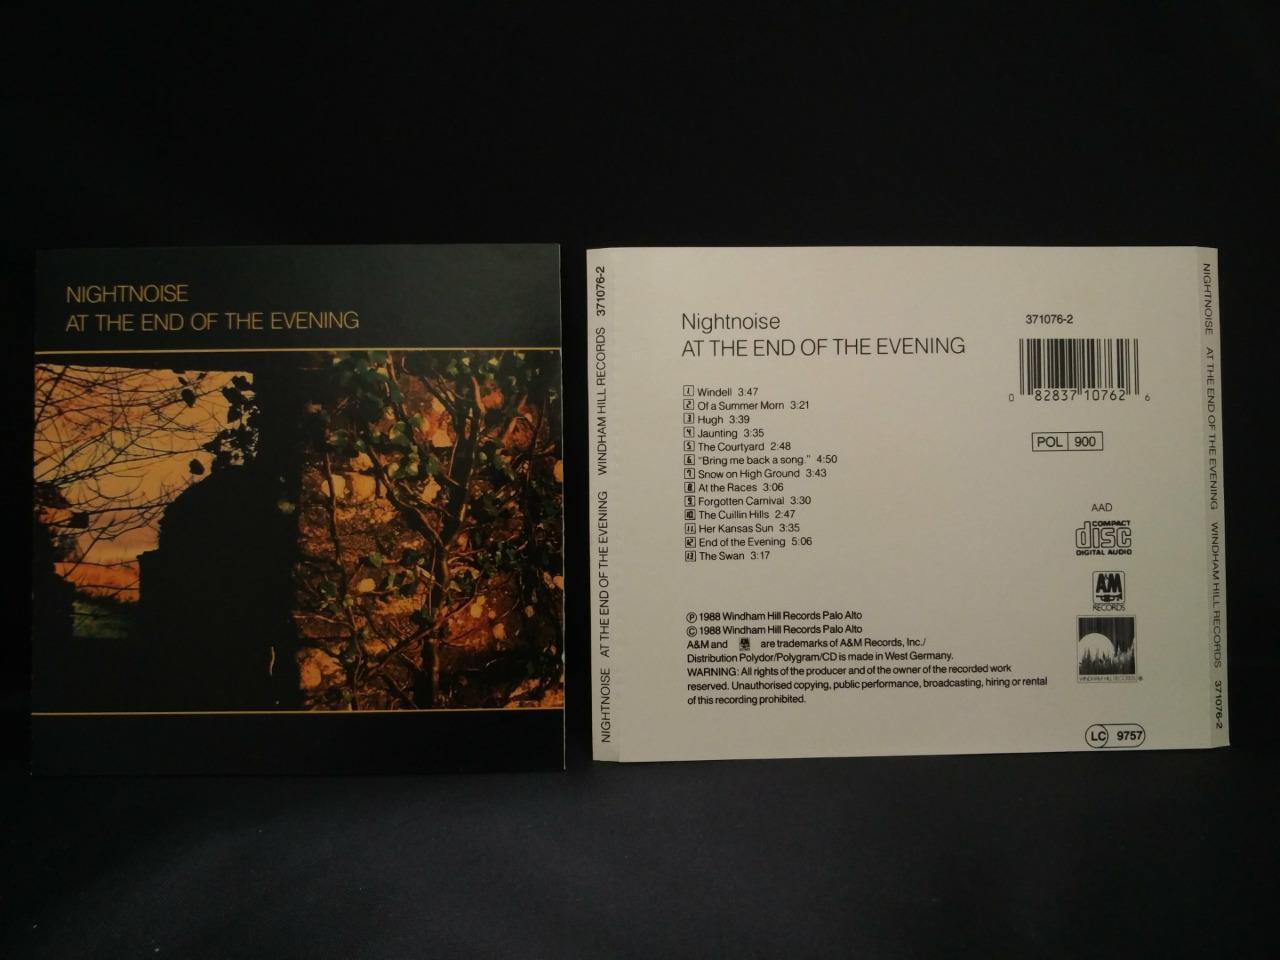 NIGHTNOISE
AT THE END OF THE EVENING
NIGHTNOISE AT THE END OF THE EVENING WINDHAM HILL RECORDS 371076-2
Nightnoise
AT THE END OF THE EVENING
1 Windell 3:47
2 Of a Summer Morn 3:21
3 Hugh 3:39
4 Jaunting 3:35
5 The Courtyard 2:48
6 "Bring me back a song." 4:50
7 Snow on High Ground 3:43
8 At the Races 3:06
9 Forgotten Carnival 3:30
10 The Cuillin Hills 2:47
11 Her Kansas Sun 3:35
12 End of the Evening 5:06
13 The Swan 3:17
℗ 1988 Windham Hill Records Palo Alto
© 1988 Windham Hill Records Palo Alto
A&M and are trademarks of A&M Records, Inc./
Distribution Polydor/Polygram/CD is made in West Germany.
WARNING: All rights of the producer and of the owner of the recorded work
reserved. Unauthorised copying, public performance, broadcasting, hiring or rental
of this recording prohibited.
371076-2
0 82837 10762 6
POL 900
AAD
COMPACT
disc
DIGITAL AUDIO
A&M
RECORDS
WINDHAM HILL RECORDS ®
LC 9757
NIGHTNOISE AT THE END OF THE EVENING WINDHAM HILL RECORDS 371076-2